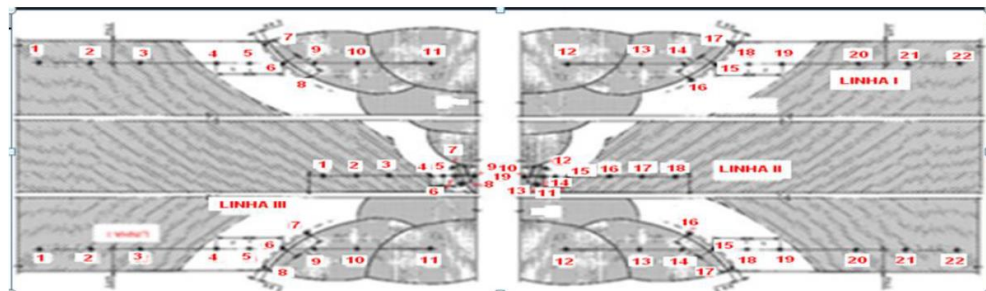 1 2 3 4 5 6 7 8 9 10 11 12 13 14 15 16 17 18 19 20 21 22
LINHA I
1 2 3 4 5 6 7 8 9 10 19 11 12 13 14 15 16 17 18
LINHA II
LINHA III
1 2 3 4 5 6 7 8 9 10 11 12 13 14 15 16 17 18 19 20 21 22